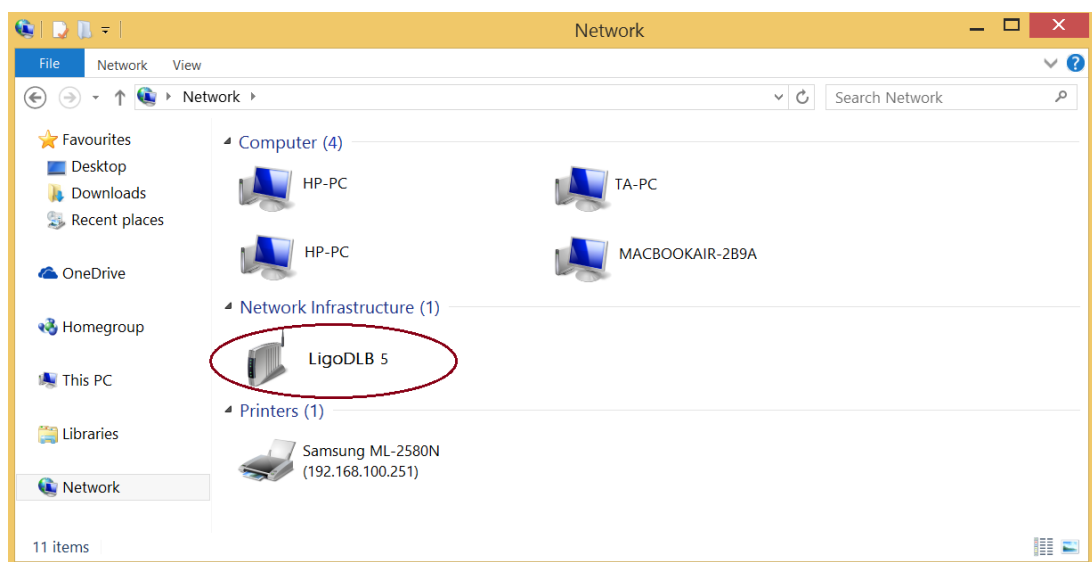 Network
File Network View
Network
Search Network
Favourites
Desktop
Downloads
Recent places
OneDrive
Homegroup
This PC
Libraries
Network
Computer (4)
HP-PC TA-PC
HP-PC MACBOOKAIR-2B9A
Network Infrastructure (1)
LigoDLB 5
Printers (1)
Samsung ML-2580N
(192.168.100.251)
11 items